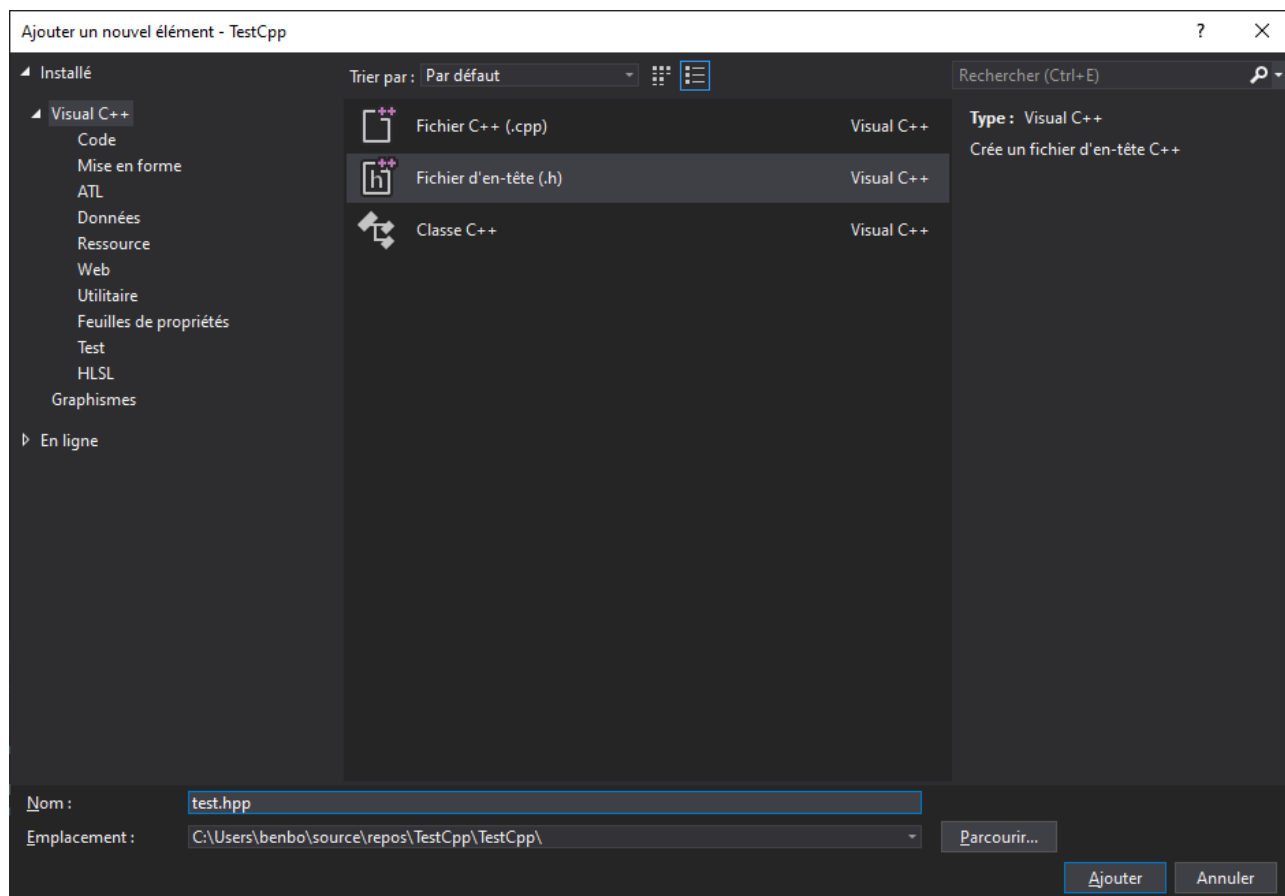 Ajouter un nouvel élément - TestCpp
?
Installé
Trier par : Par défaut
Rechercher (Ctrl+E)
Visual C++
Code
Mise en forme
ATL
Données
Ressource
Web
Utilitaire
Feuilles de propriétés
Test
HLSL
Graphismes
En ligne
Fichier C++ (.cpp) Visual C++
Fichier d'en-tête (.h) Visual C++
Classe C++ Visual C++
Type : Visual C++
Crée un fichier d'en-tête C++
Nom : test.hpp
Emplacement : C:\Users\benbo\source\repos\TestCpp\TestCpp\
Parcourir...
Ajouter
Annuler